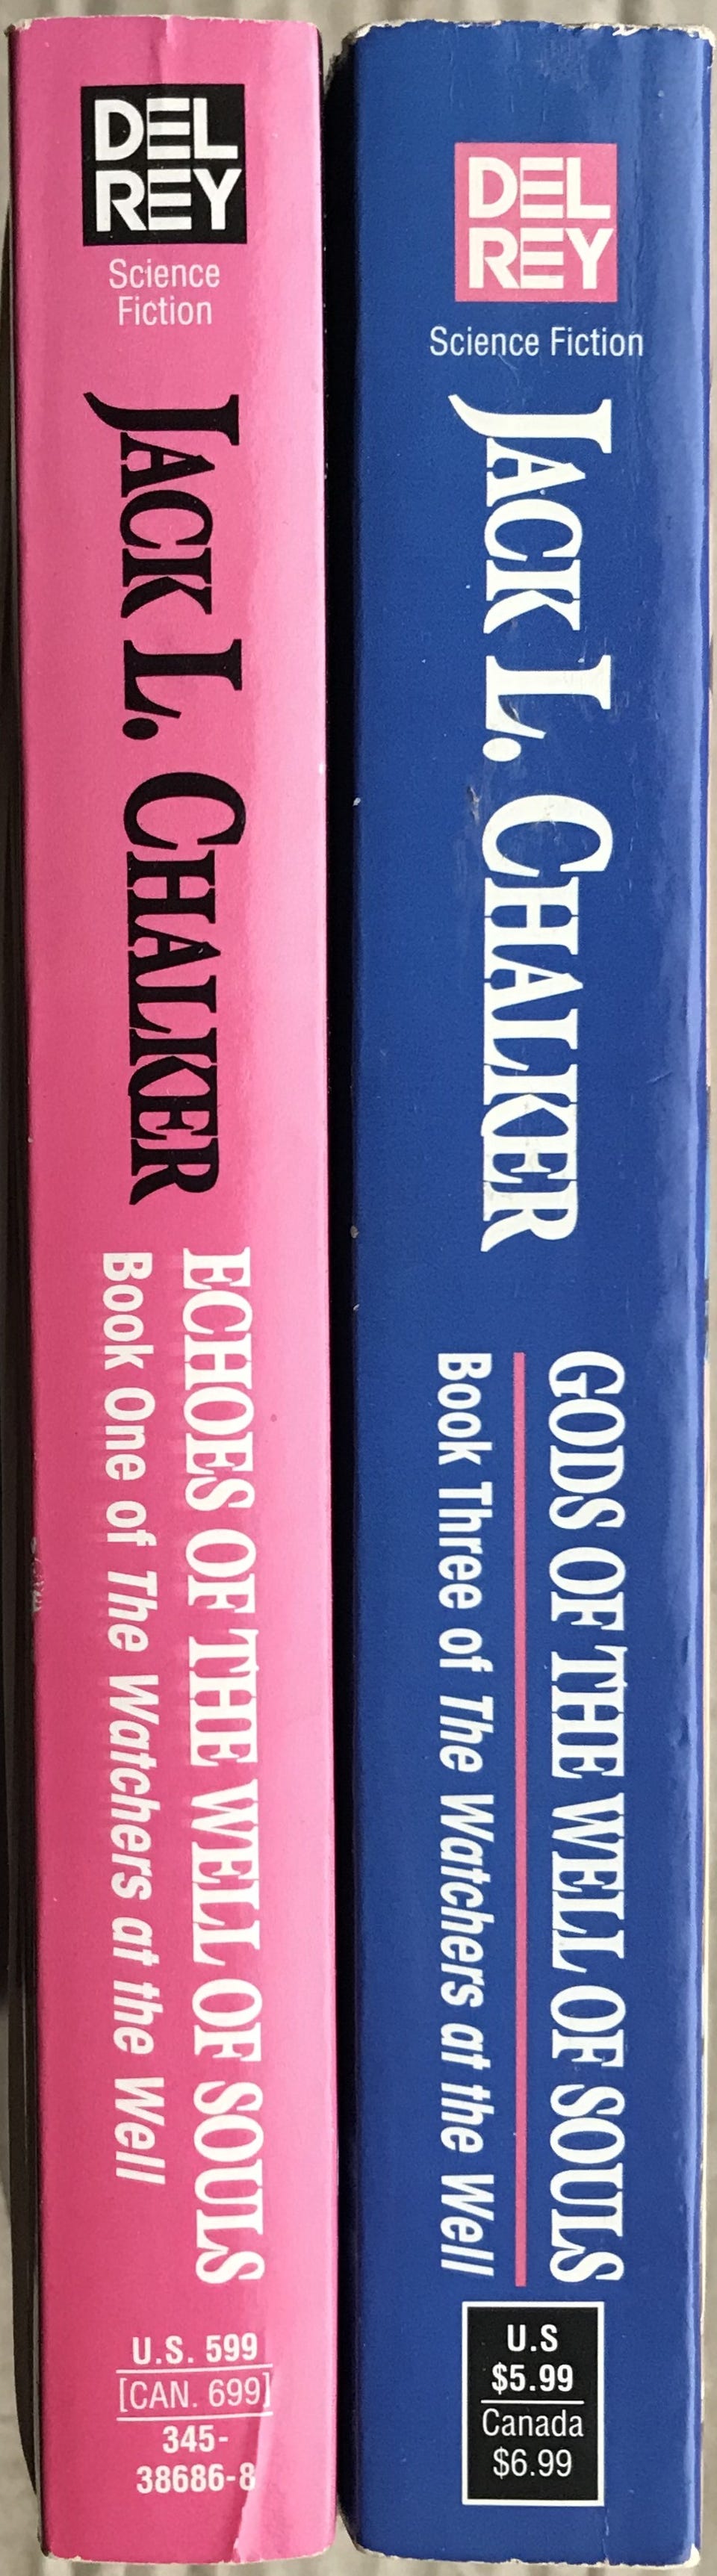 DEL
REY
Science
Fiction
JACK L. CHALKER
ECHOES OF THE WELL OF SOULS
Book One of The Watchers at the Well
U.S. 599
[CAN. 699]
345-
38686-8
DEL
REY
Science Fiction
JACK L. CHALKER
GODS OF THE WELL OF SOULS
Book Three of The Watchers at the Well
U.S
$5.99
Canada
$6.99